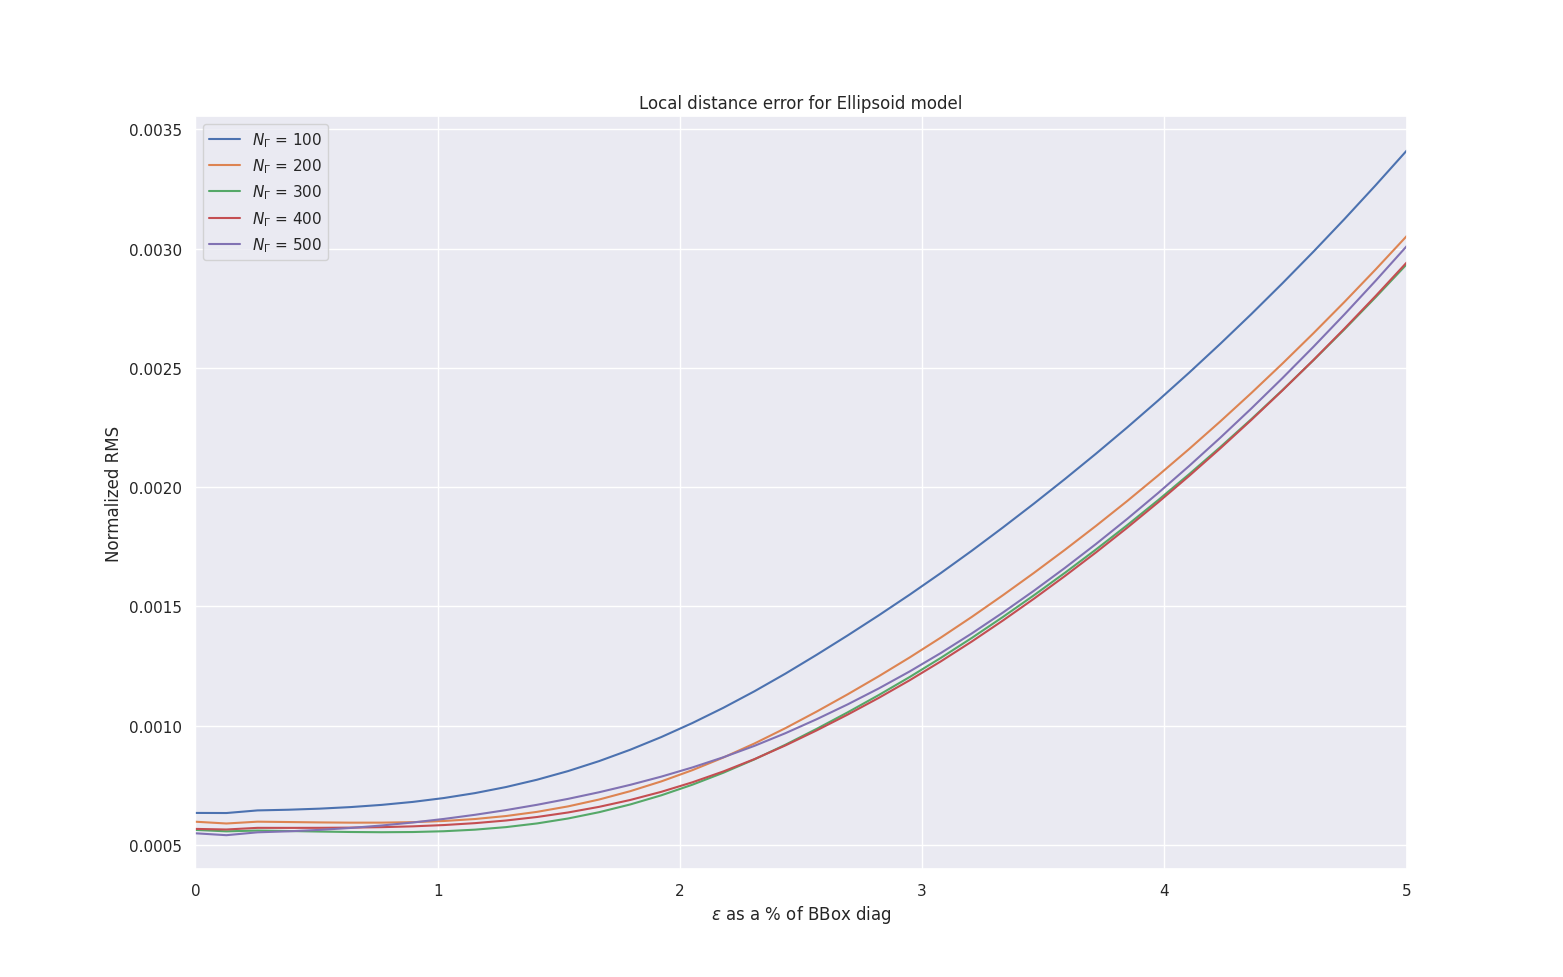 Local distance error for Ellipsoid model
0.0035
0.0030
0.0025
0.0020
0.0015
0.0010
0.0005
Normalized RMS
N_Γ = 100
N_Γ = 200
N_Γ = 300
N_Γ = 400
N_Γ = 500
0 1 2 3 4 5
ε as a % of BBox diag